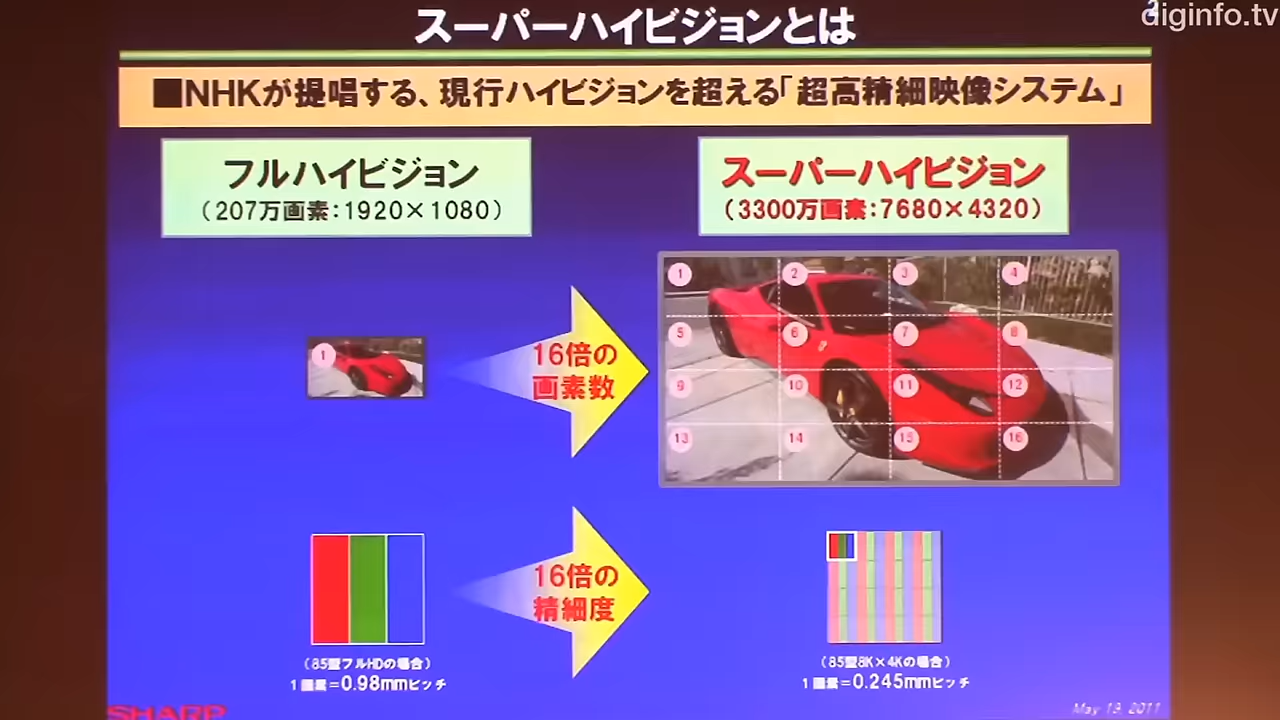 diginfo.tv
スーパーハイビジョンとは
■NHKが提唱する、現行ハイビジョンを超える「超高精細映像システム」
フルハイビジョン
(207万画素:1920×1080)
スーパーハイビジョン
(3300万画素:7680×4320)
1
16倍の
画素数
1 2 3 4
5 6 7 8
9 10 11 12
13 14 15 16
16倍の
精細度
(85型フルHDの場合)
1画素=0.98mmピッチ
(85型8K×4Kの場合)
1画素=0.245mmピッチ
SHARP
May 19, 2011